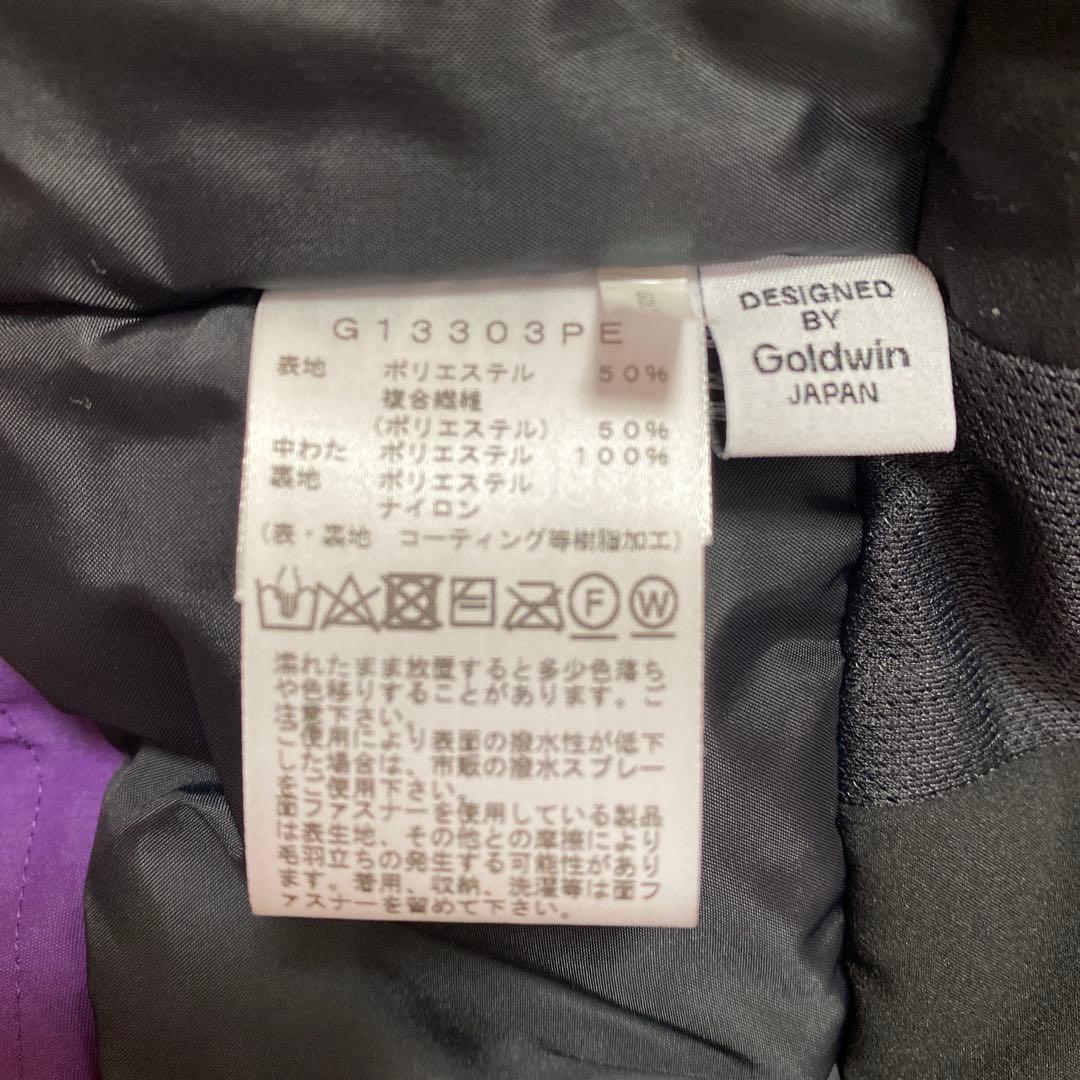 G13303PE
表地 ポリエステル 50%
複合繊維
(ポリエステル) 50%
中わた ポリエステル 100%
裏地 ポリエステル
ナイロン
(表・裏地 コーティング等樹脂加工)
F W
濡れたまま放置すると多少色落ち
や色移りすることがあります。ご
注意下さい。
ご使用により表面の撥水性が低下
した場合は、市販の撥水スプレー
をご使用下さい。
面ファスナーを使用している製品
は表生地、その他との摩擦により
毛羽立ちの発生する可能性があり
ます。着用、収納、洗濯等は面フ
ァスナーを留めて下さい。
DESIGNED
BY
Goldwin
JAPAN